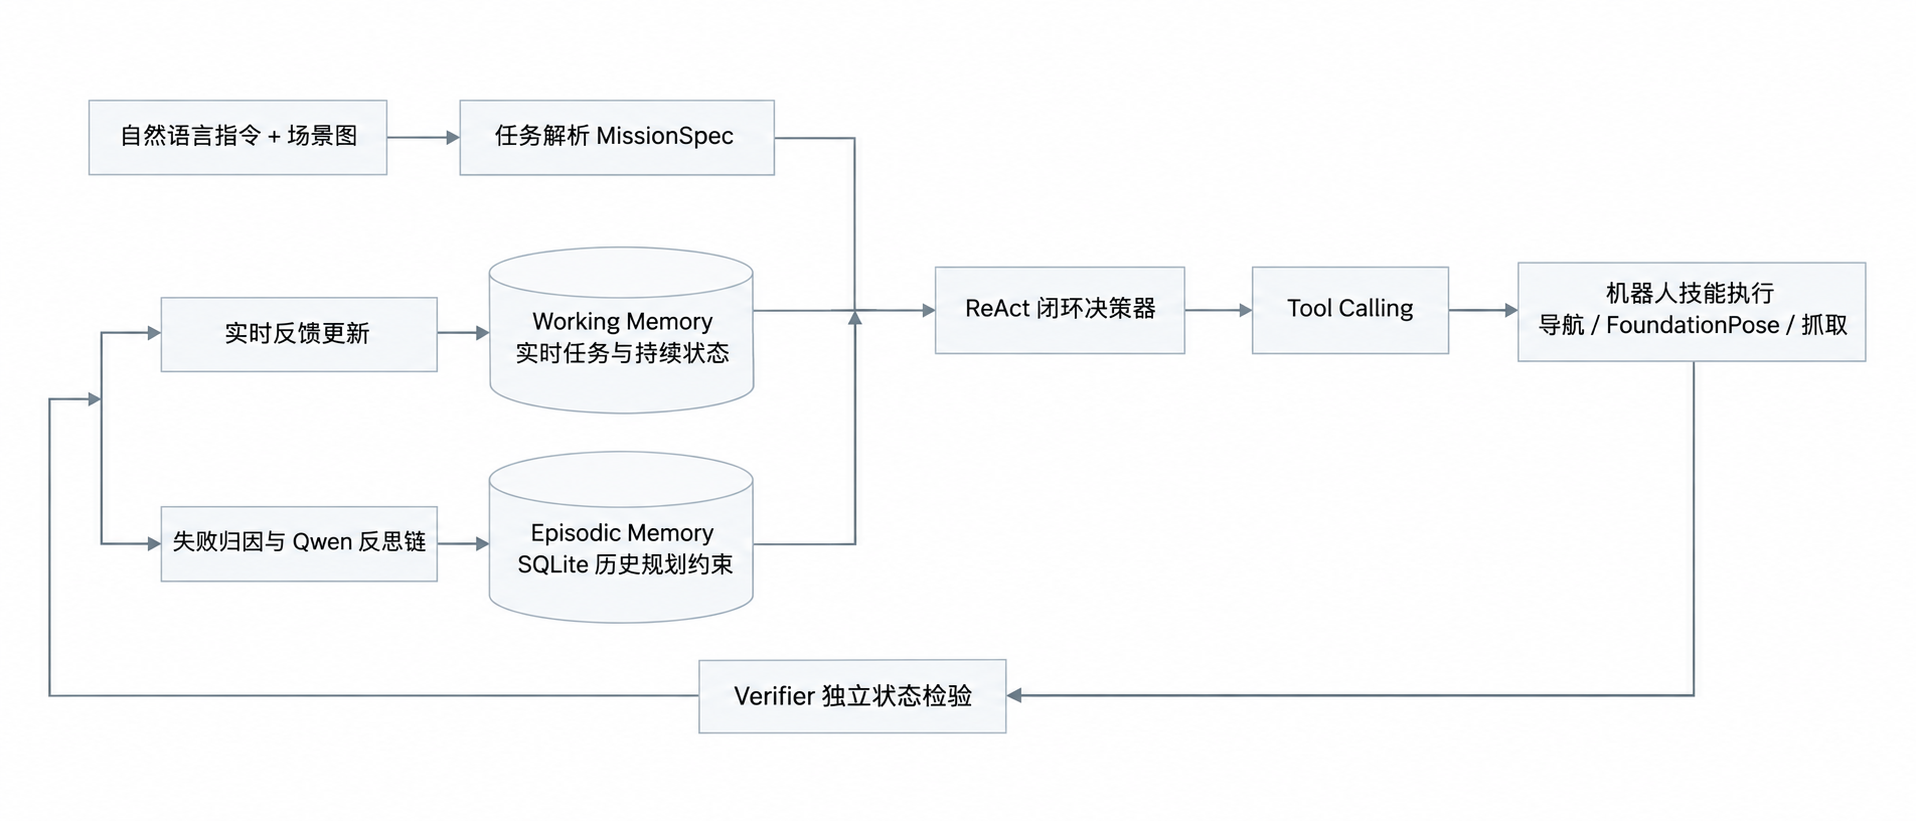 自然语言指令 + 场景图
任务解析 MissionSpec
实时反馈更新
Working Memory
实时任务与持续状态
ReAct 闭环决策器
Tool Calling
机器人技能执行
导航 / FoundationPose / 抓取
失败归因与 Qwen 反思链
Episodic Memory
SQLite 历史规划约束
Verifier 独立状态检验